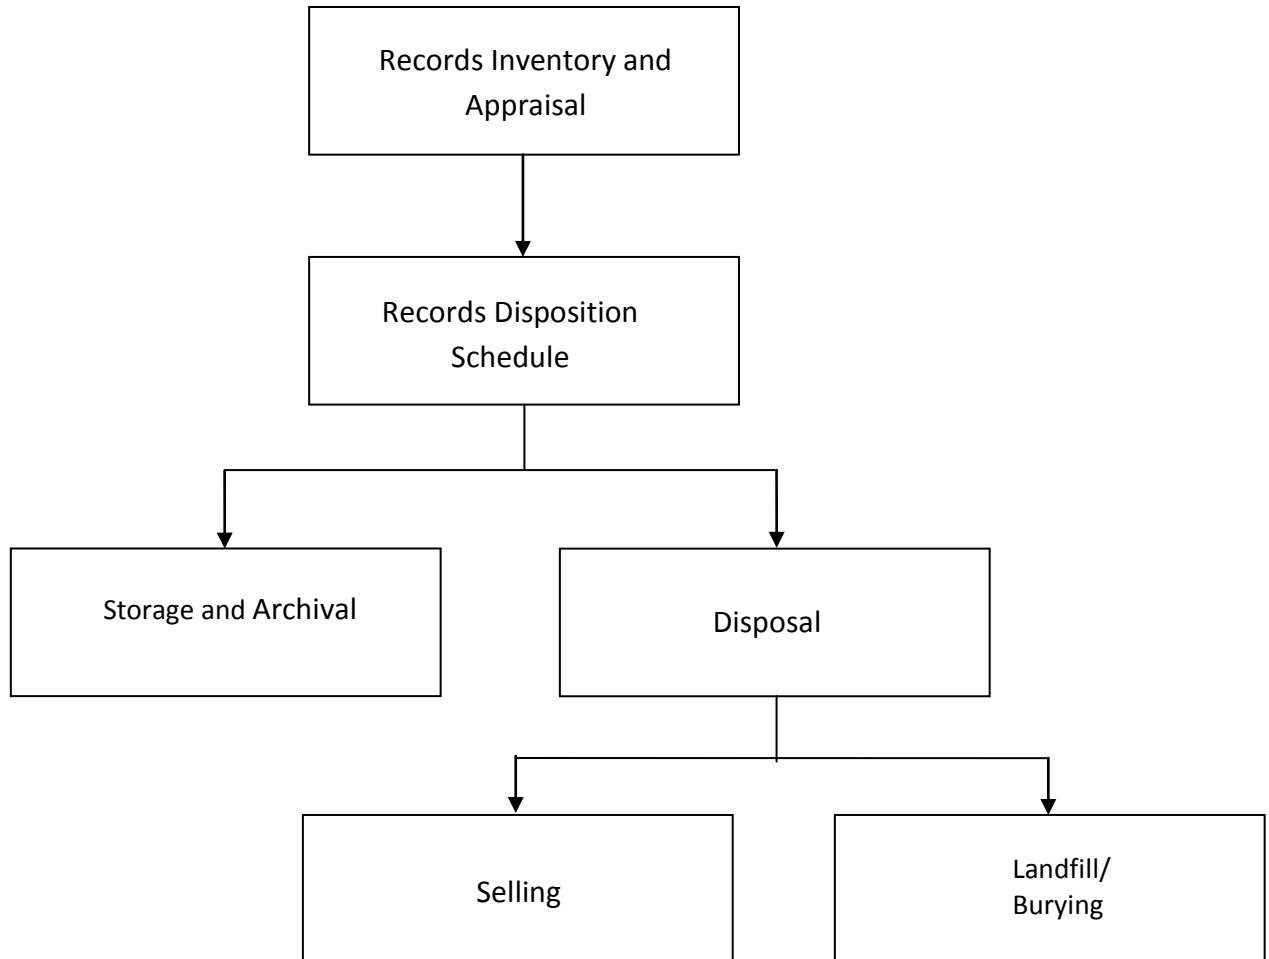 Records Inventory and
Appraisal
Records Disposition
Schedule
Storage and Archival
Disposal
Selling
Landfill/
Burying